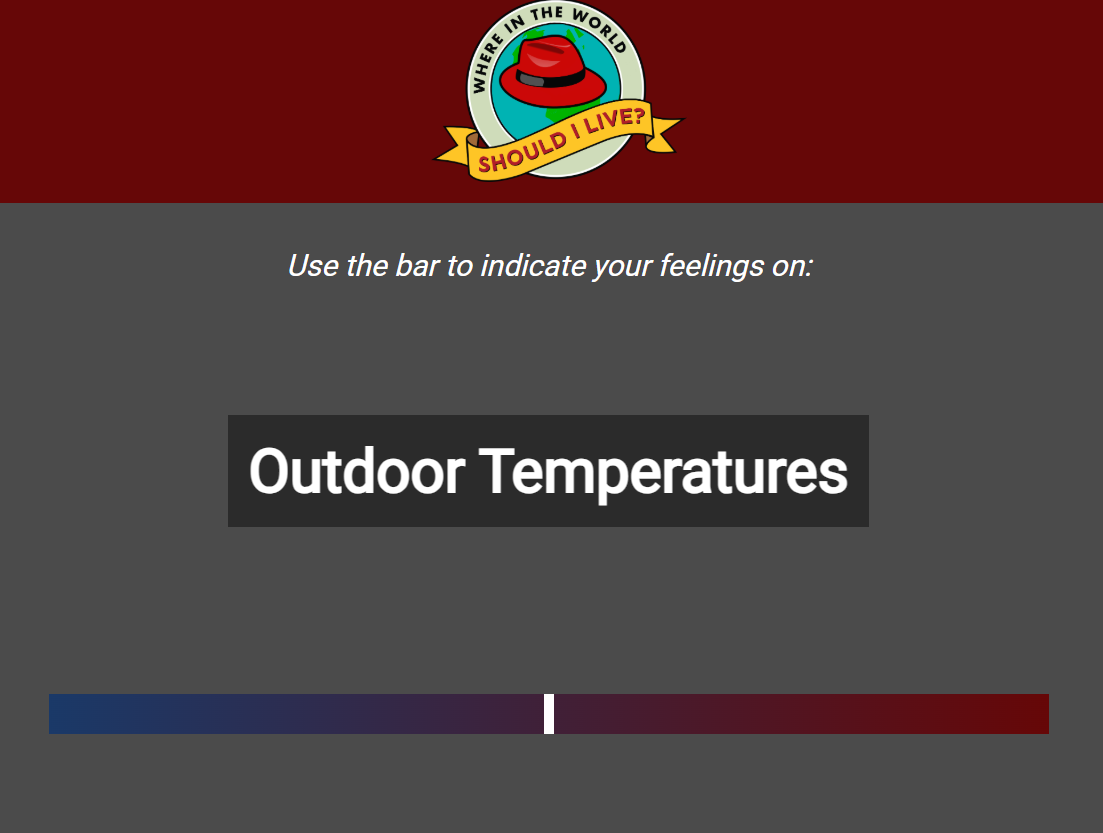 WHERE IN THE WORLD
SHOULD I LIVE?
Use the bar to indicate your feelings on:
Outdoor Temperatures